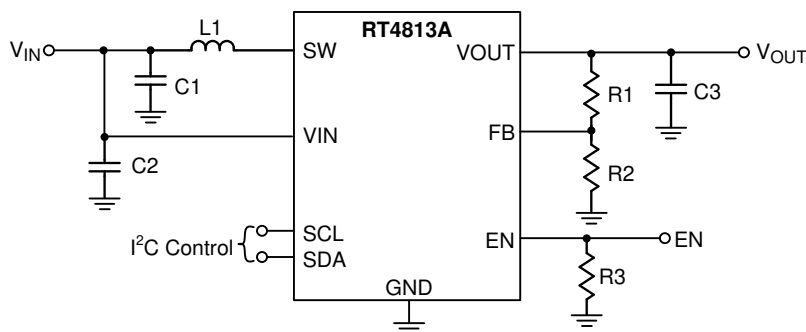 RT4813A
L1
V_IN
SW
VOUT
V_OUT
C1
R1
C3
VIN
FB
C2
R2
SCL
I²C Control
EN
EN
SDA
R3
GND